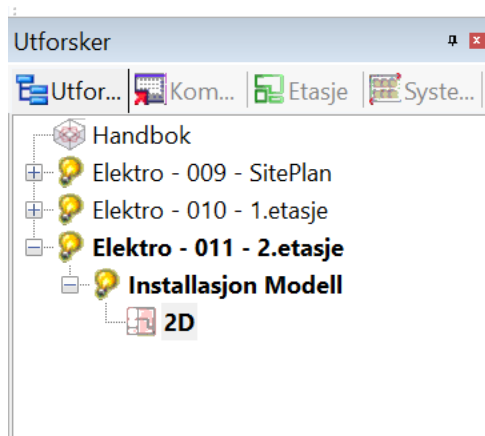 Utforsker
Utfor... Kom... Etasje Syste...
Handbok
Elektro - 009 - SitePlan
Elektro - 010 - 1.etasje
Elektro - 011 - 2.etasje
Installasjon Modell
2D